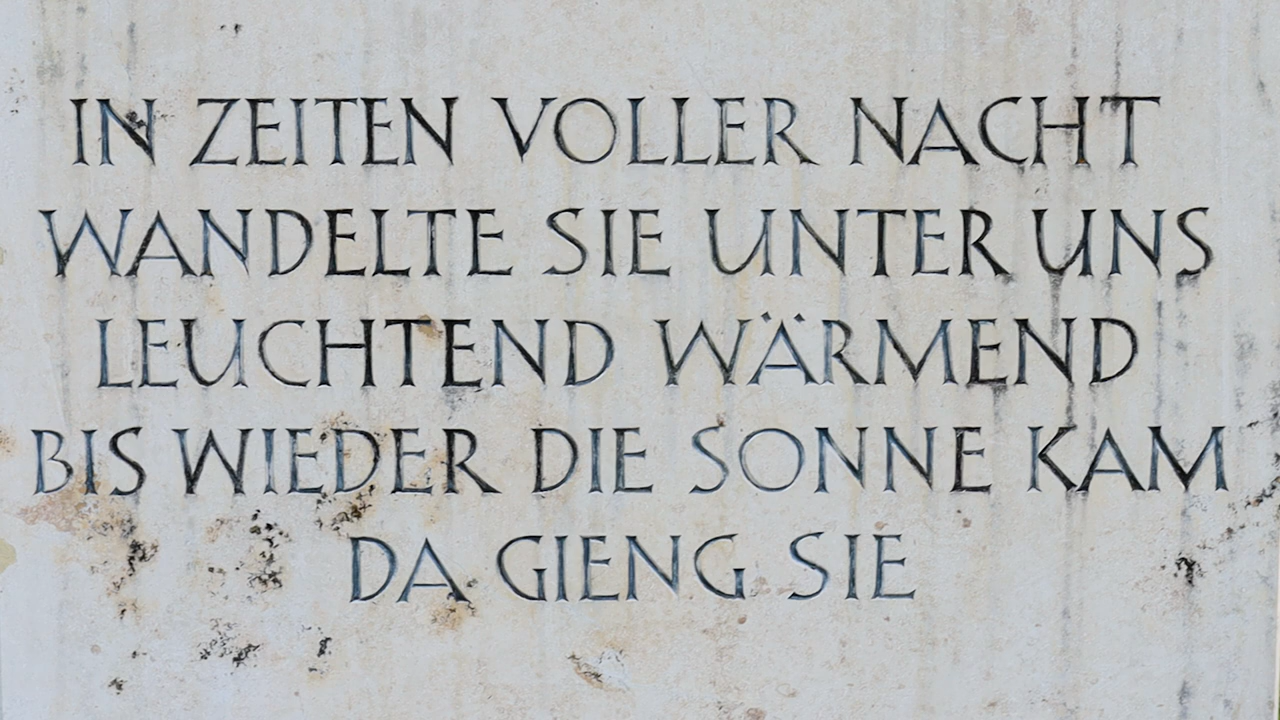 IN ZEITEN VOLLER NACHT
WANDELTE SIE UNTER UNS
LEUCHTEND WÄRMEND
BIS WIEDER DIE SONNE KAM
DA GIENG SIE